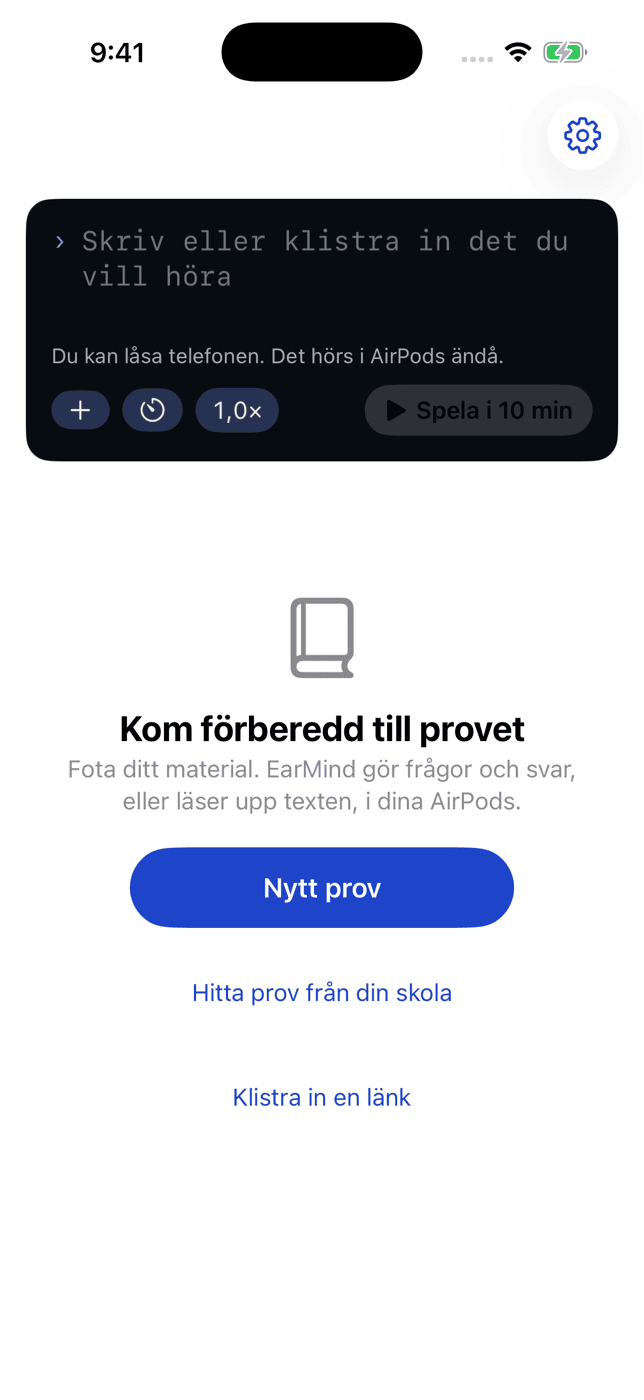 9:41
› Skriv eller klistra in det du
vill höra
Du kan låsa telefonen. Det hörs i AirPods ändå.
1,0×
Spela i 10 min
Kom förberedd till provet
Fota ditt material. EarMind gör frågor och svar,
eller läser upp texten, i dina AirPods.
Nytt prov
Hitta prov från din skola
Klistra in en länk